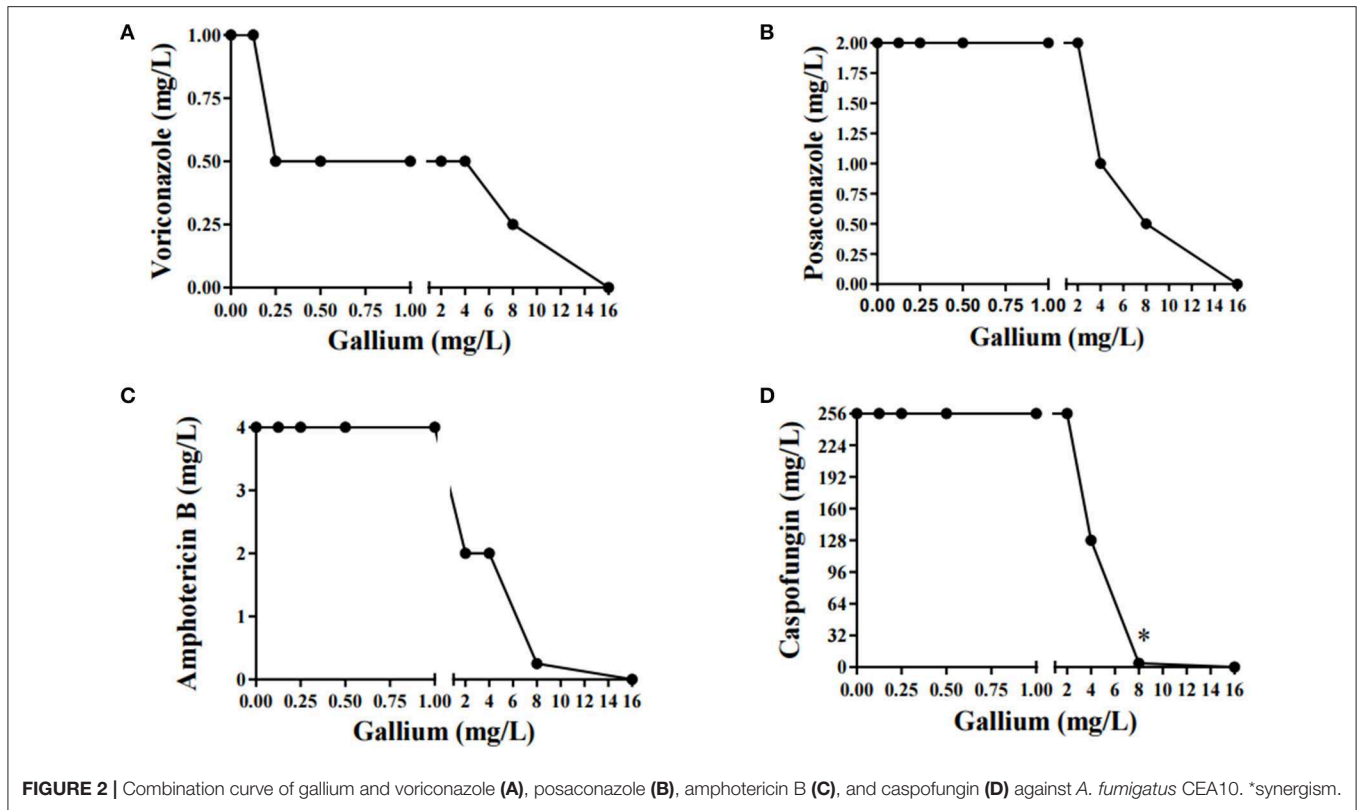 A
Voriconazole (mg/L)
1.00
0.75
0.50
0.25
0.00
0.00 0.25 0.50 0.75 1.00 2 4 6 8 10 12 14 16
Gallium (mg/L)
B
Posaconazole (mg/L)
2.00
1.75
1.50
1.25
1.00
0.75
0.50
0.25
0.00
0.00 0.25 0.50 0.75 1.00 2 4 6 8 10 12 14 16
Gallium (mg/L)
C
Amphotericin B (mg/L)
4
3
2
1
0
0.00 0.25 0.50 0.75 1.00 2 4 6 8 10 12 14 16
Gallium (mg/L)
D
Caspofungin (mg/L)
256
224
192
160
128
96
64
32
0
*
0.00 0.25 0.50 0.75 1.00 2 4 6 8 10 12 14 16
Gallium (mg/L)
FIGURE 2 | Combination curve of gallium and voriconazole (A), posaconazole (B), amphotericin B (C), and caspofungin (D) against A. fumigatus CEA10. *synergism.